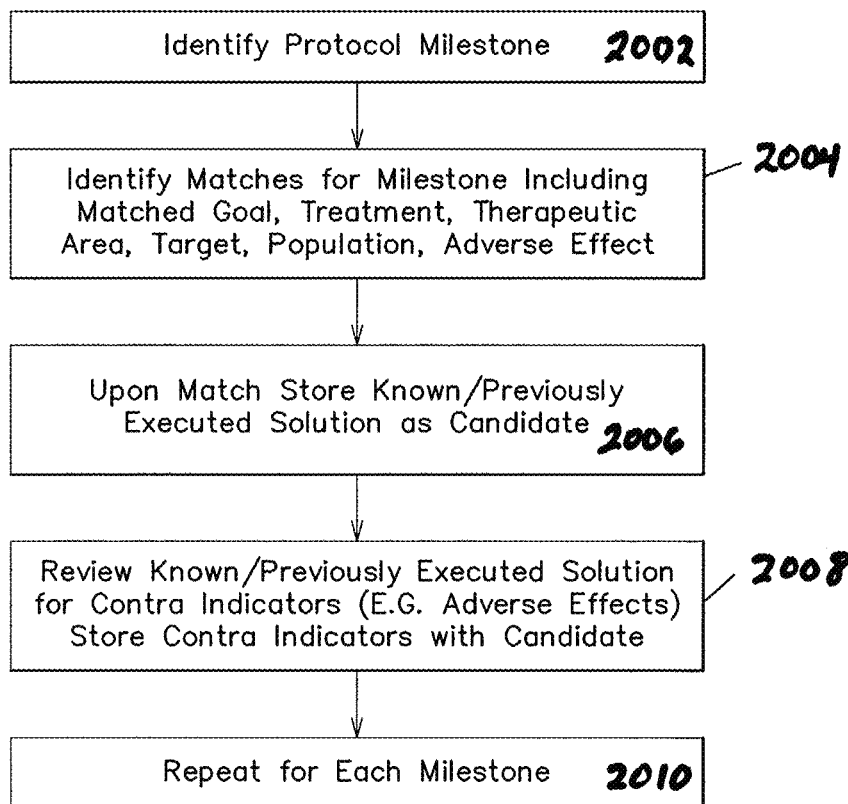 Identify Protocol Milestone 2002
2004
Identify Matches for Milestone Including
Matched Goal, Treatment, Therapeutic
Area, Target, Population, Adverse Effect
Upon Match Store Known/Previously
Executed Solution as Candidate 2006
2008
Review Known/Previously Executed Solution
for Contra Indicators (E.G. Adverse Effects)
Store Contra Indicators with Candidate
Repeat for Each Milestone 2010